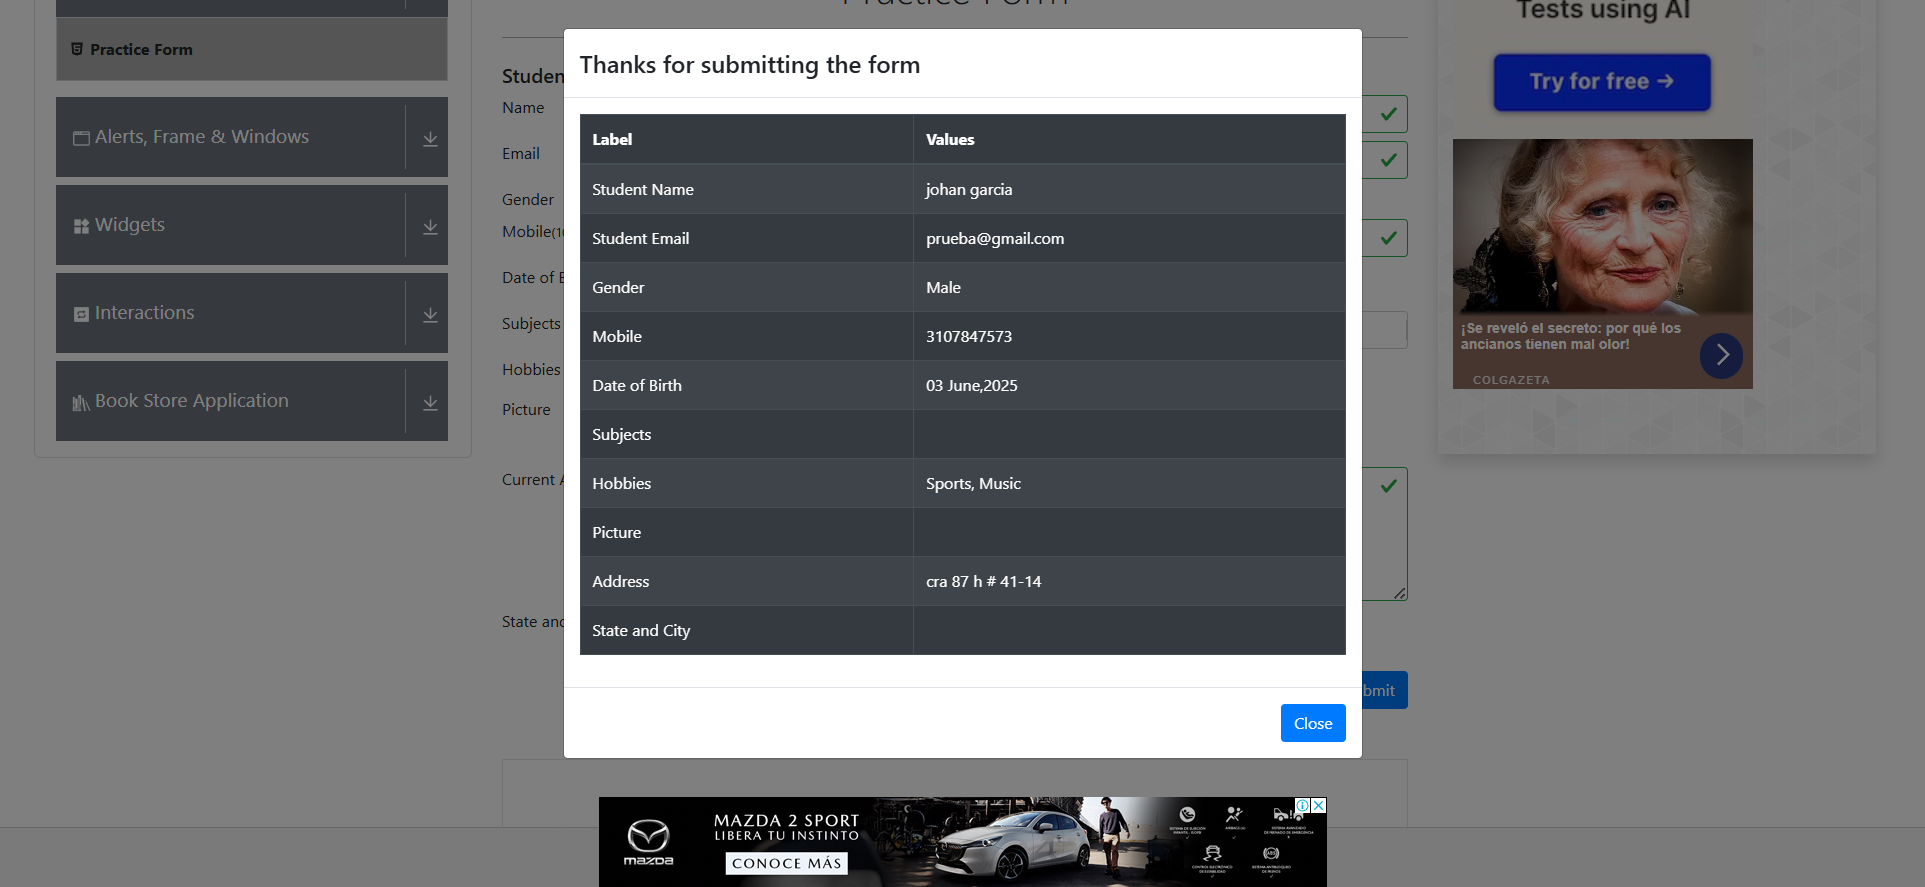 Practice Form
Tests using AI
Practice Form
Try for free →
Alerts, Frame & Windows
Widgets
Interactions
Book Store Application
Studen
Name
Email
Gender
Mobile(1
Date of B
Subjects
Hobbies
Picture
Current A
State and
Thanks for submitting the form
Label Values
Student Name johan garcia
Student Email prueba@gmail.com
Gender Male
Mobile 3107847573
Date of Birth 03 June,2025
Subjects
Hobbies Sports, Music
Picture
Address cra 87 h # 41-14
State and City
Close
bmit
¡Se reveló el secreto: por qué los
ancianos tienen mal olor!
COLGAZETA
mazda
MAZDA 2 SPORT
LIBERA TU INSTINTO
CONOCE MÁS